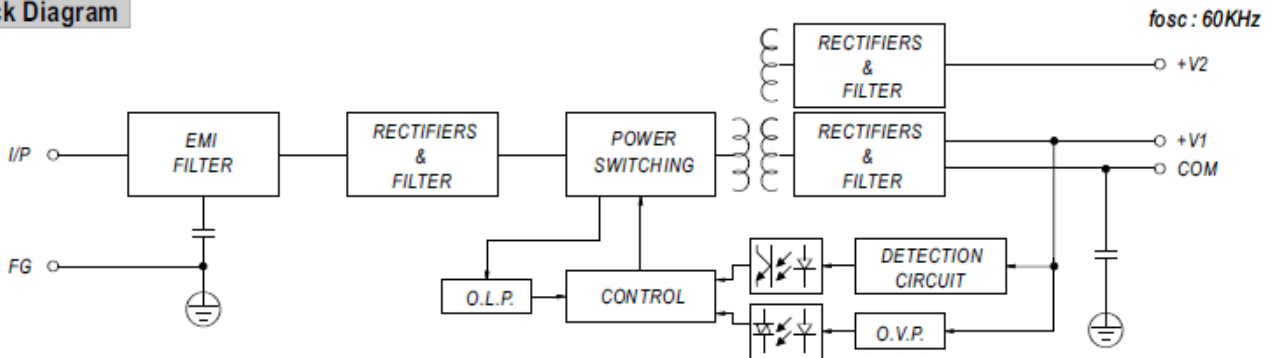 Diagram
fosc : 60KHz
RECTIFIERS
&
FILTER
+V2
I/P
EMI
FILTER
RECTIFIERS
&
FILTER
POWER
SWITCHING
RECTIFIERS
&
FILTER
+V1
COM
FG
O.L.P.
CONTROL
DETECTION
CIRCUIT
O.V.P.